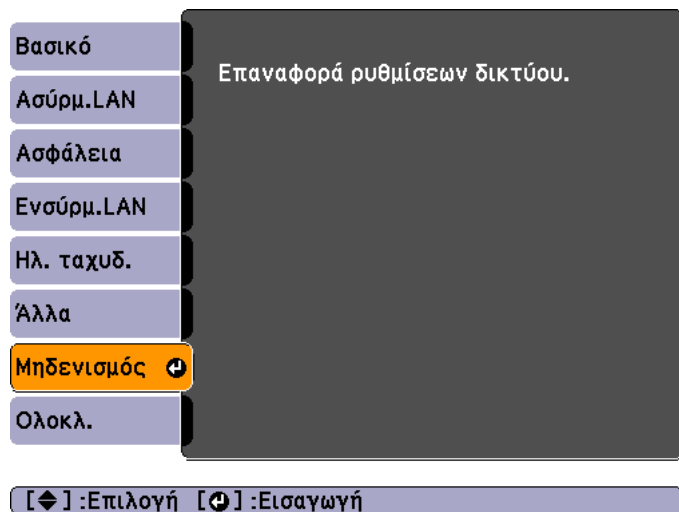 Βασικό
Ασύρμ.LAN
Ασφάλεια
Ενσύρμ.LAN
Ηλ. ταχυδ.
Άλλα
Μηδενισμός
Ολοκλ.
Επαναφορά ρυθμίσεων δικτύου.
[◆] :Επιλογή [⏎] :Εισαγωγή